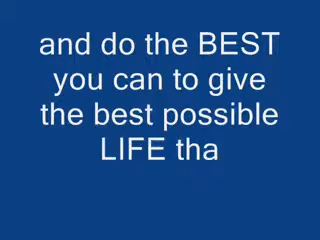 and do the BEST
you can to give
the best possible
LIFE tha